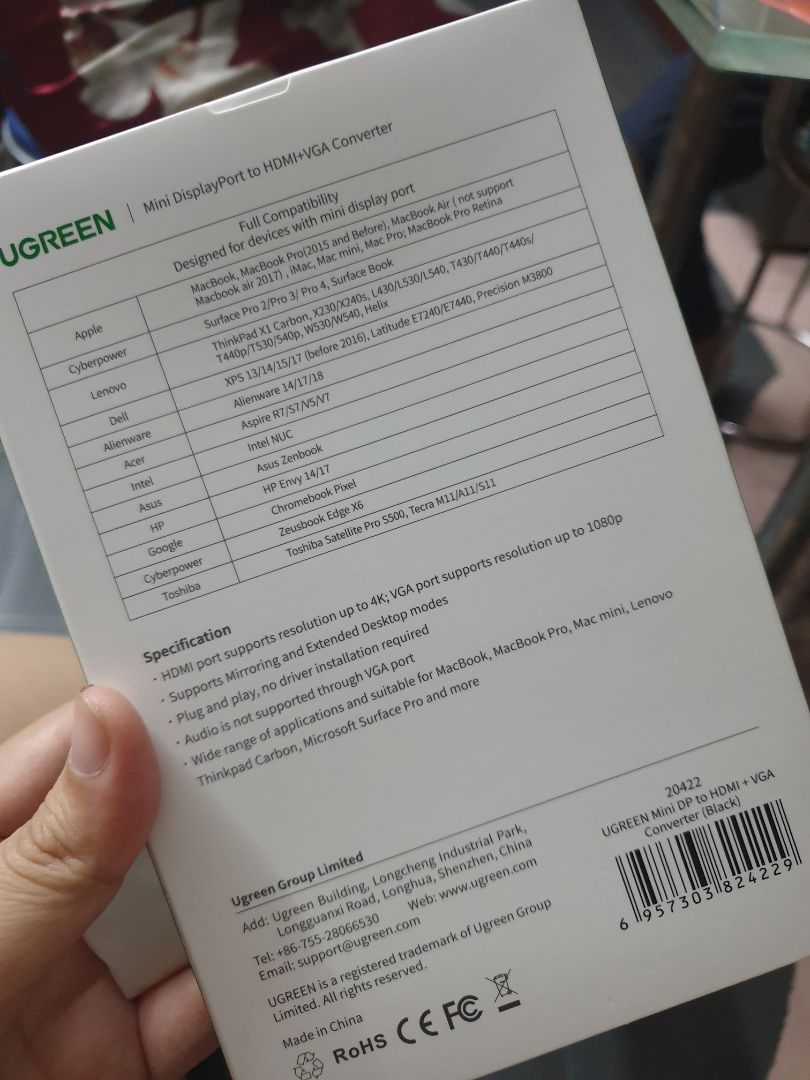 UGREEN | Mini DisplayPort to HDMI+VGA Converter
Full Compatibility
Designed for devices with mini display port
Apple MacBook, MacBook Pro(2015 and Before), MacBook Air ( not support
Macbook air 2017) , iMac, Mac mini, Mac Pro; MacBook Pro Retina
Cyberpower Surface Pro 2/Pro 3/ Pro 4, Surface Book
Lenovo ThinkPad X1 Carbon, X230/X240s, L430/L530/L540, T430/T440/T440s/
T440p/T530/540p, W530/W540, Helix
Dell XPS 13/14/15/17 (before 2016), Latitude E7240/E7440, Precision M3800
Alienware Alienware 14/17/18
Acer Aspire R7/S7/V5/V7
Intel Intel NUC
Asus Asus Zenbook
HP HP Envy 14/17
Google Chromebook Pixel
Cyberpower Zeusbook Edge X6
Toshiba Toshiba Satellite Pro S500, Tecra M11/A11/S11
Specification
· HDMI port supports resolution up to 4K; VGA port supports resolution up to 1080p
· Supports Mirroring and Extended Desktop modes
· Plug and play, no driver installation required
· Audio is not supported through VGA port
· Wide range of applications and suitable for MacBook, MacBook Pro, Mac mini, Lenovo
Thinkpad Carbon, Microsoft Surface Pro and more
Ugreen Group Limited
Add: Ugreen Building, Longcheng Industrial Park,
Longguanxi Road, Longhua, Shenzhen, China
Tel: +86-755-28066530 Web: www.ugreen.com
Email: support@ugreen.com
UGREEN is a registered trademark of Ugreen Group
Limited. All rights reserved.
Made in China
RoHS CE FC
20422
UGREEN Mini DP to HDMI + VGA
Converter (Black)
6 957303 824229